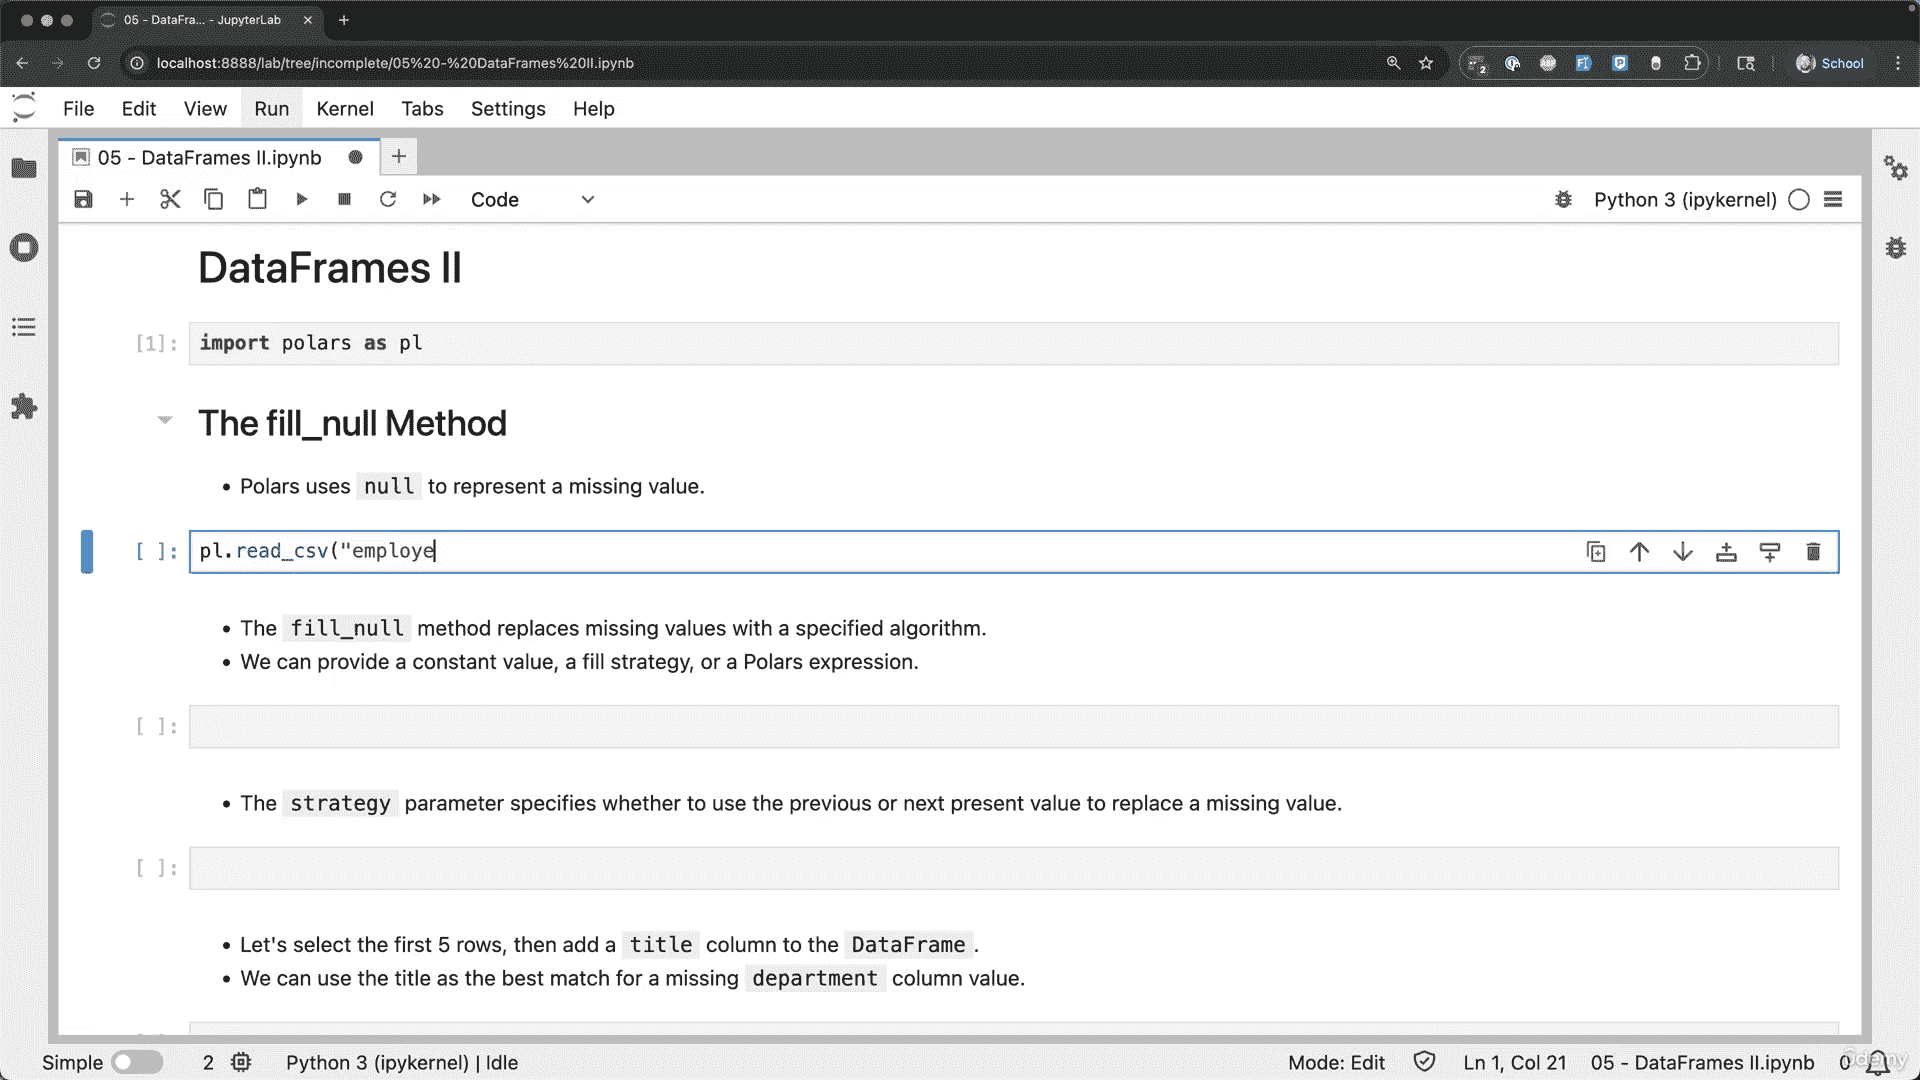 05 - DataFra... - JupyterLab
localhost:8888/lab/tree/incomplete/05%20-%20DataFrames%20II.ipynb
2
ABP
School
File Edit View Run Kernel Tabs Settings Help
05 - DataFrames II.ipynb
Code
Python 3 (ipykernel)
DataFrames II
[1]: import polars as pl
The fill_null Method
• Polars uses null to represent a missing value.
[ ]: pl.read_csv("employe
• The fill_null method replaces missing values with a specified algorithm.
• We can provide a constant value, a fill strategy, or a Polars expression.
[ ]:
• The strategy parameter specifies whether to use the previous or next present value to replace a missing value.
[ ]:
• Let's select the first 5 rows, then add a title column to the DataFrame .
• We can use the title as the best match for a missing department column value.
Simple 2 Python 3 (ipykernel) | Idle Mode: Edit Ln 1, Col 21 05 - DataFrames II.ipynb 0
Udemy